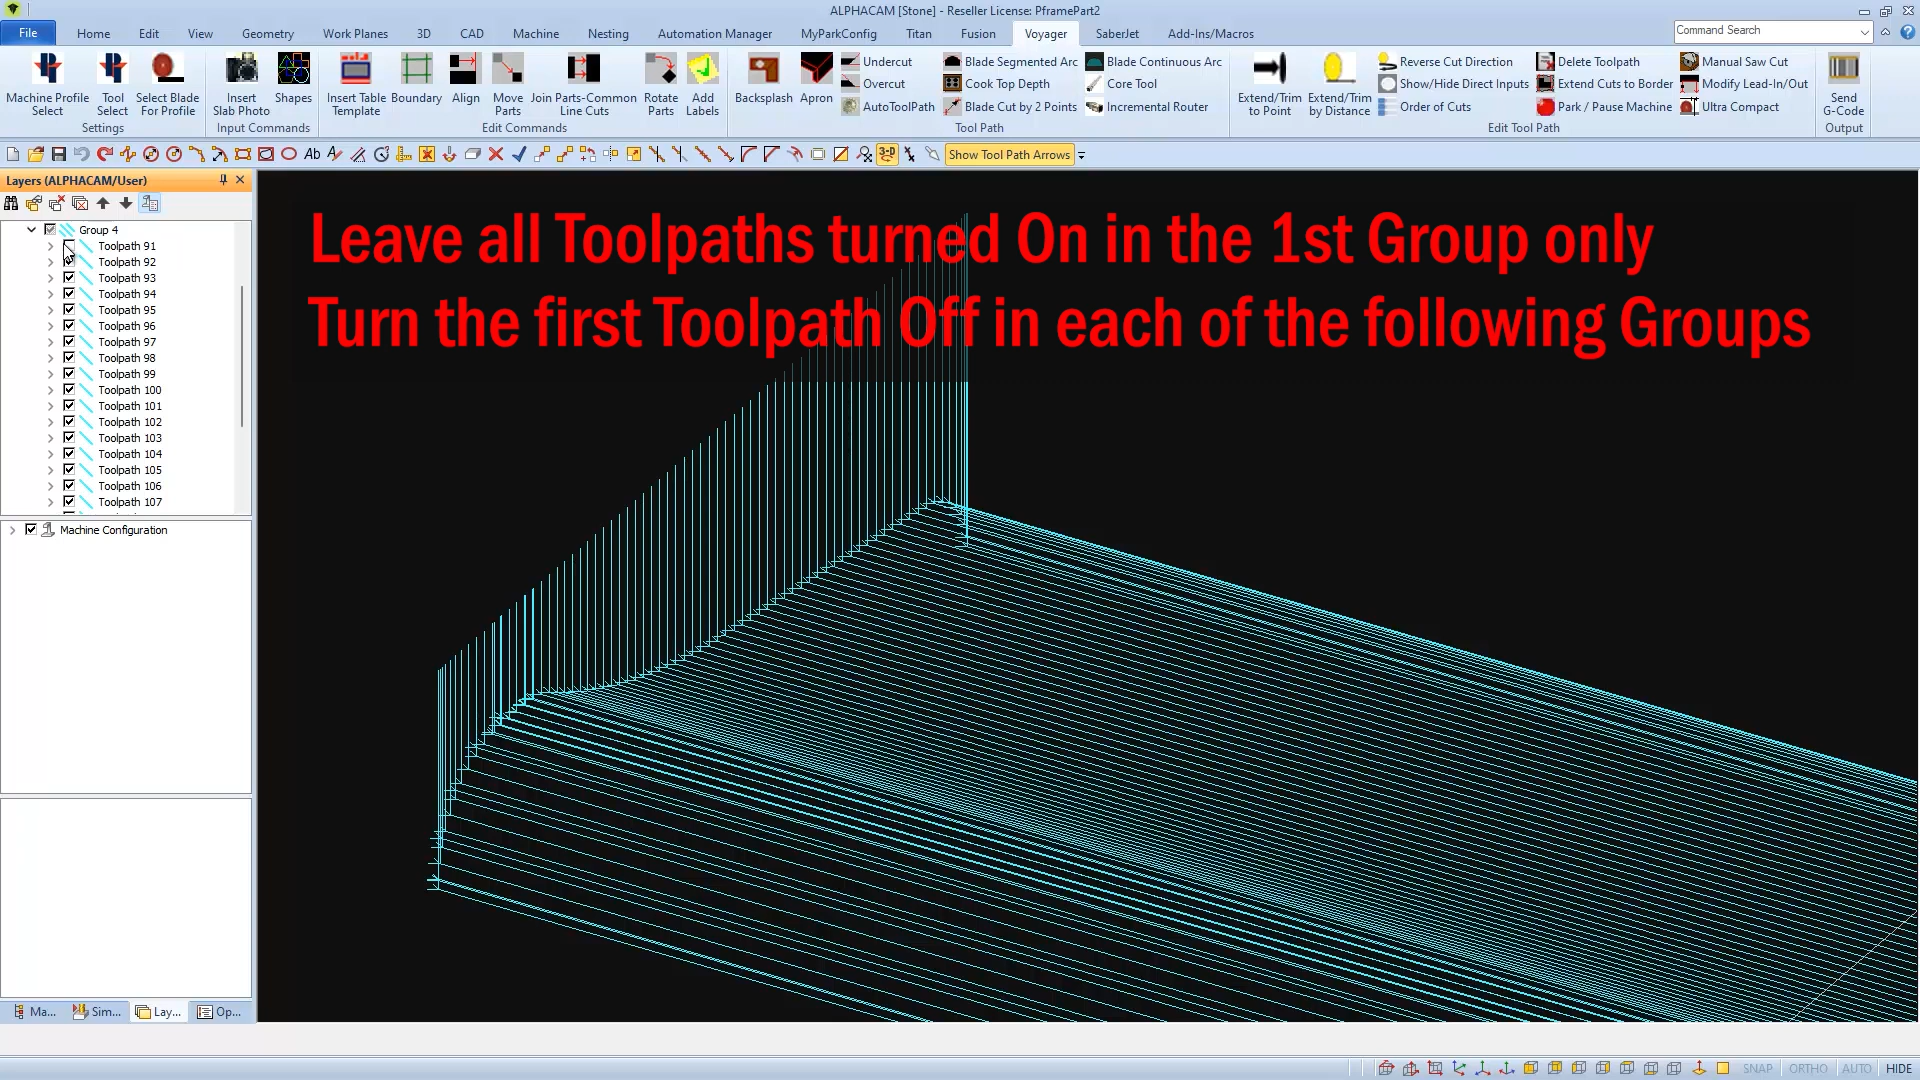 ALPHACAM [Stone] - Reseller License: PframePart2
File Home Edit View Geometry Work Planes 3D CAD Machine Nesting Automation Manager MyParkConfig Titan Fusion Voyager SaberJet Add-Ins/Macros Command Search
Machine Profile Select
Tool Select
Select Blade For Profile
Settings
Insert Slab Photo
Shapes
Input Commands
Insert Table Template
Boundary
Align
Move Parts
Join Parts-Common Line Cuts
Rotate Parts
Add Labels
Edit Commands
Backsplash
Apron
Undercut
Overcut
AutoToolPath
Blade Segmented Arc
Cook Top Depth
Blade Cut by 2 Points
Blade Continuous Arc
Core Tool
Incremental Router
Tool Path
Extend/Trim to Point
Extend/Trim by Distance
Reverse Cut Direction
Show/Hide Direct Inputs
Order of Cuts
Delete Toolpath
Extend Cuts to Border
Park / Pause Machine
Manual Saw Cut
Modify Lead-In/Out
Ultra Compact
Edit Tool Path
Send G-Code
Output
Ab
3-D
Show Tool Path Arrows
Layers (ALPHACAM/User)
Group 4
Toolpath 91
Toolpath 92
Toolpath 93
Toolpath 94
Toolpath 95
Toolpath 96
Toolpath 97
Toolpath 98
Toolpath 99
Toolpath 100
Toolpath 101
Toolpath 102
Toolpath 103
Toolpath 104
Toolpath 105
Toolpath 106
Toolpath 107
Machine Configuration
Leave all Toolpaths turned On in the 1st Group only
Turn the first Toolpath Off in each of the following Groups
Ma... Sim... Lay... Op...
SNAP ORTHO AUTO HIDE